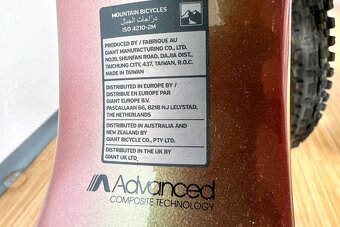 MOUNTAIN BICYCLES
دراجات الجبال
ISO 4210-2M
PRODUCED BY / FABRIQUE AU
GIANT MANUFACTURING CO., LTD.
NO.19, SHUNFAN ROAD, DAJIA DIST.,
TAICHUNG CITY, 437, TAIWAN, R.O.C.
MADE IN TAIWAN
DISTRIBUTED IN EUROPE BY /
DISTRIBUE EN EUROPE PAR
GIANT EUROPE B.V.
PASCALLAAN 66, 8218 NJ LELYSTAD,
THE NETHERLANDS
DISTRIBUTED IN AUSTRALIA AND
NEW ZEALAND BY
GIANT BICYCLE CO., PTY LTD.
DISTRIBUTED IN THE UK BY
GIANT UK LTD.
Advanced
COMPOSITE TECHNOLOGY